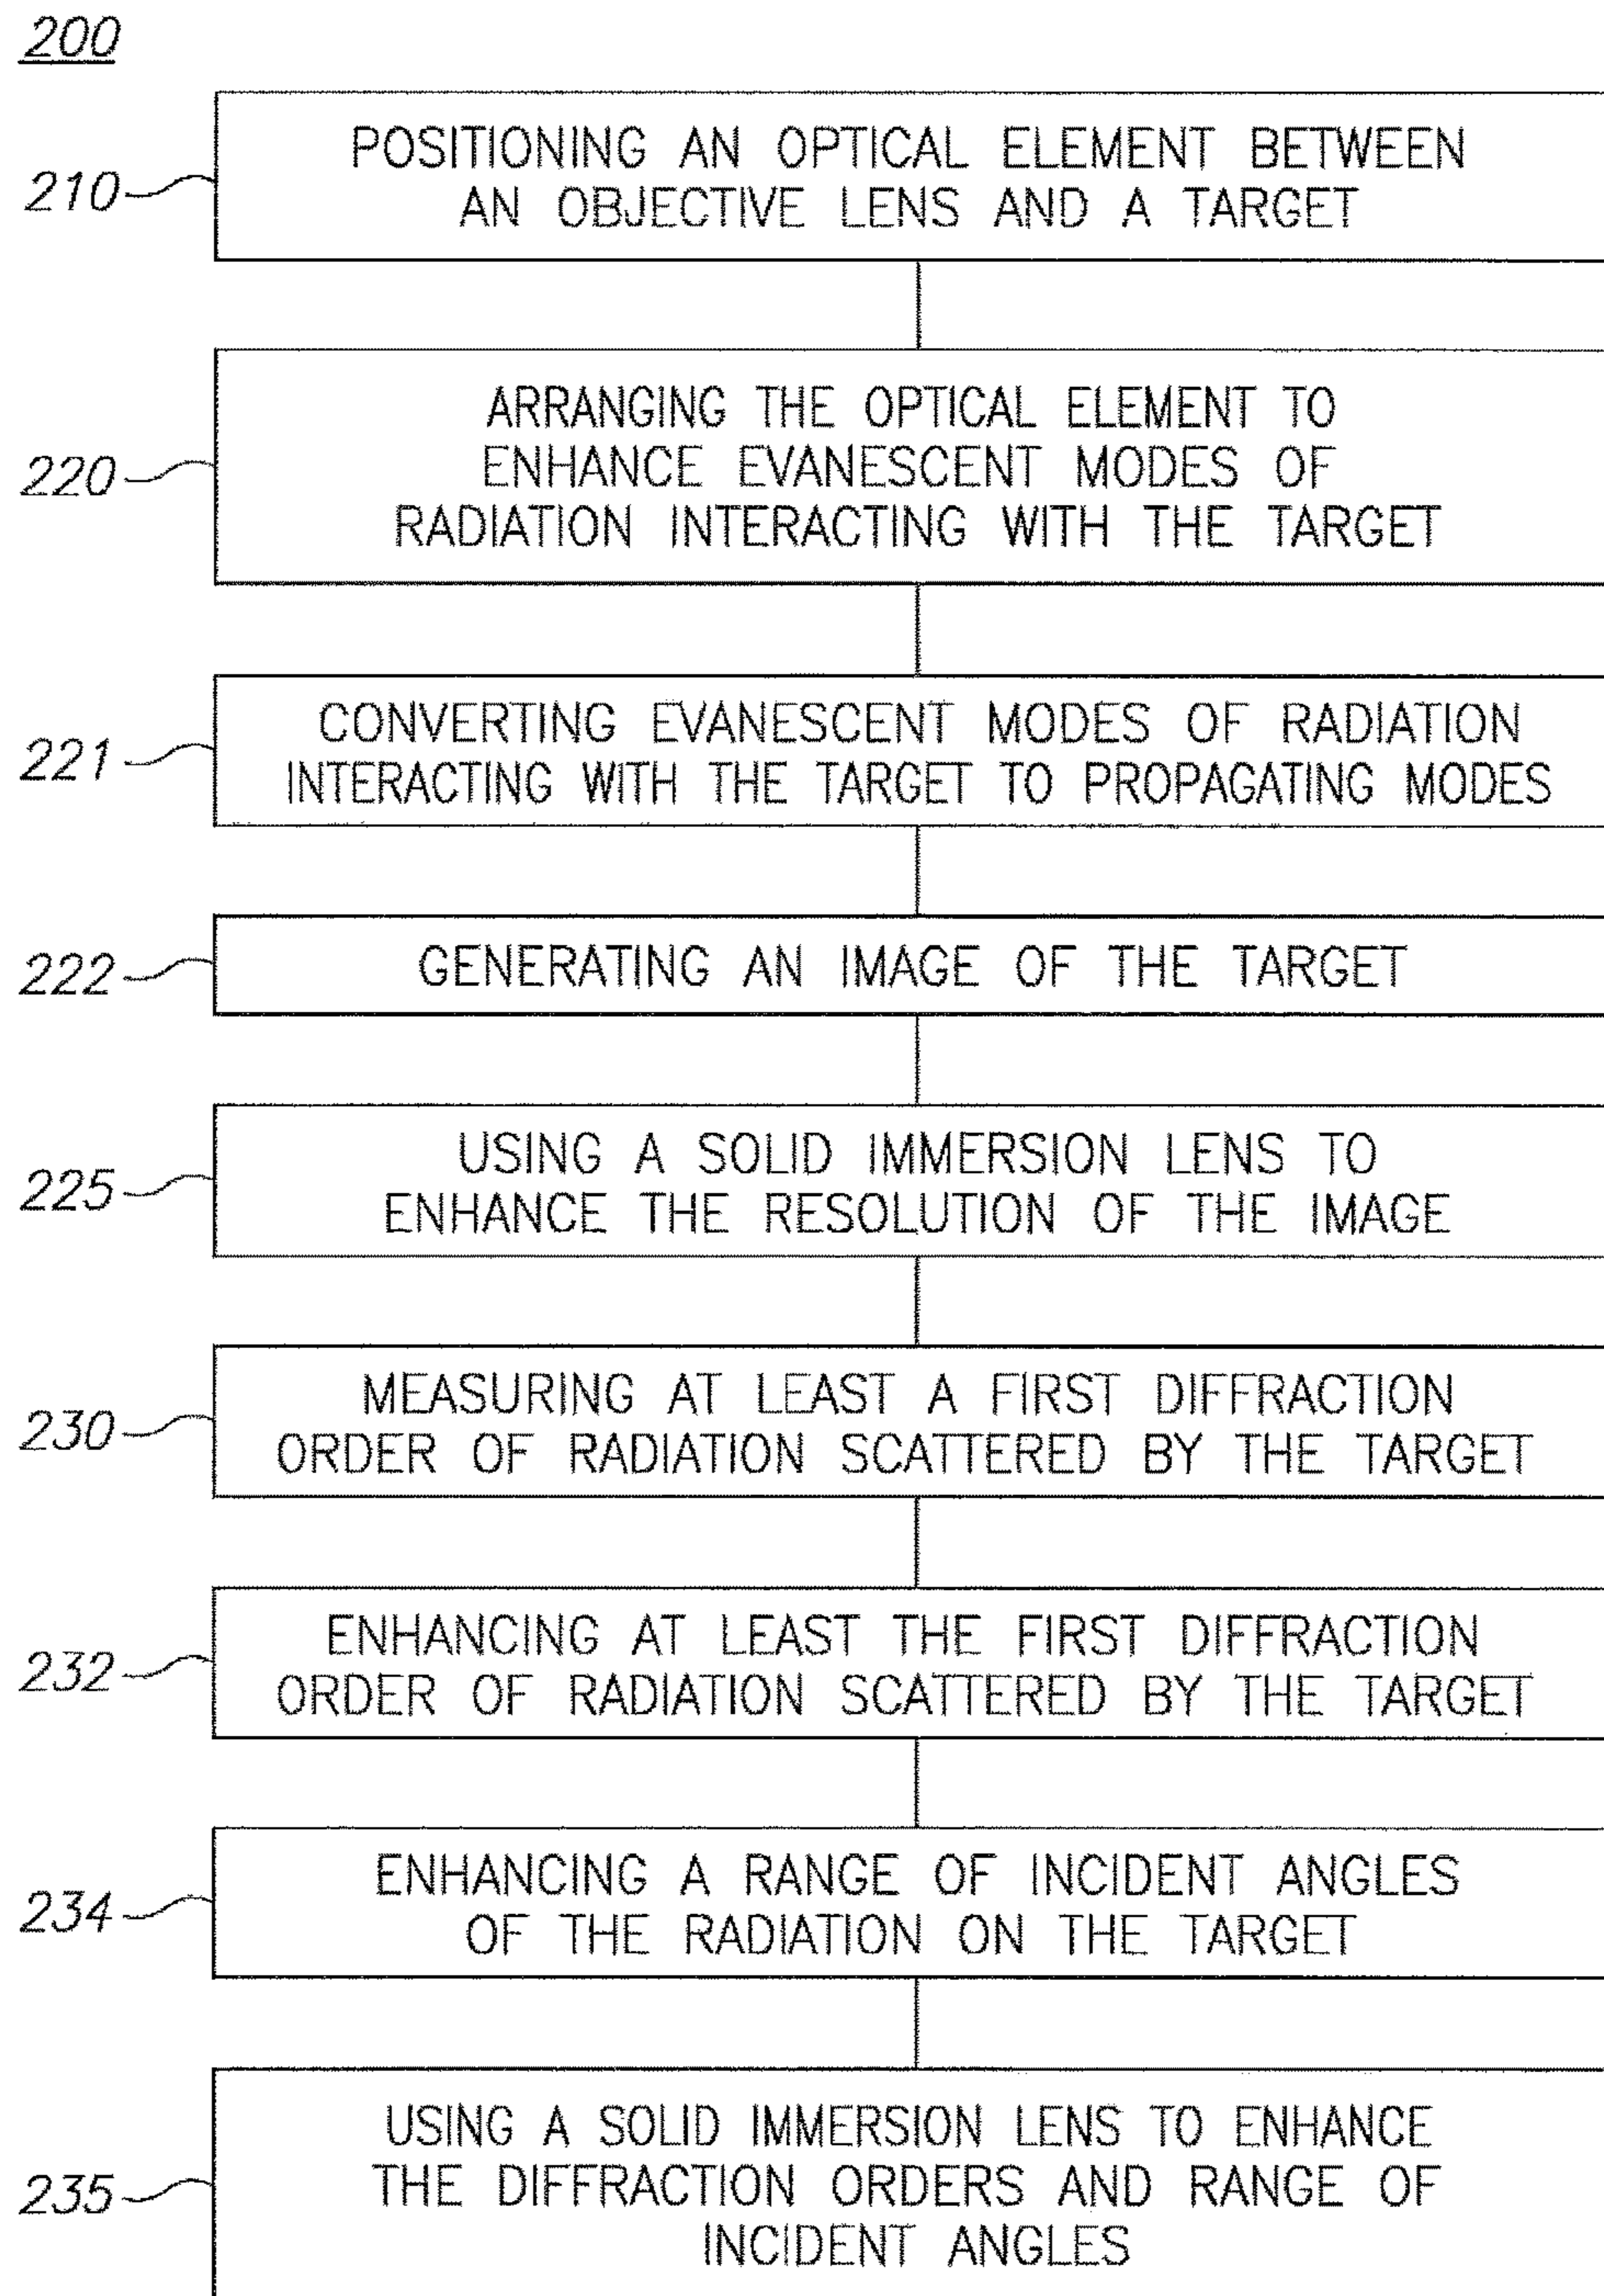 200
210
POSITIONING AN OPTICAL ELEMENT BETWEEN
AN OBJECTIVE LENS AND A TARGET
220
ARRANGING THE OPTICAL ELEMENT TO
ENHANCE EVANESCENT MODES OF
RADIATION INTERACTING WITH THE TARGET
221
CONVERTING EVANESCENT MODES OF RADIATION
INTERACTING WITH THE TARGET TO PROPAGATING MODES
222
GENERATING AN IMAGE OF THE TARGET
225
USING A SOLID IMMERSION LENS TO
ENHANCE THE RESOLUTION OF THE IMAGE
230
MEASURING AT LEAST A FIRST DIFFRACTION
ORDER OF RADIATION SCATTERED BY THE TARGET
232
ENHANCING AT LEAST THE FIRST DIFFRACTION
ORDER OF RADIATION SCATTERED BY THE TARGET
234
ENHANCING A RANGE OF INCIDENT ANGLES
OF THE RADIATION ON THE TARGET
235
USING A SOLID IMMERSION LENS TO ENHANCE
THE DIFFRACTION ORDERS AND RANGE OF
INCIDENT ANGLES